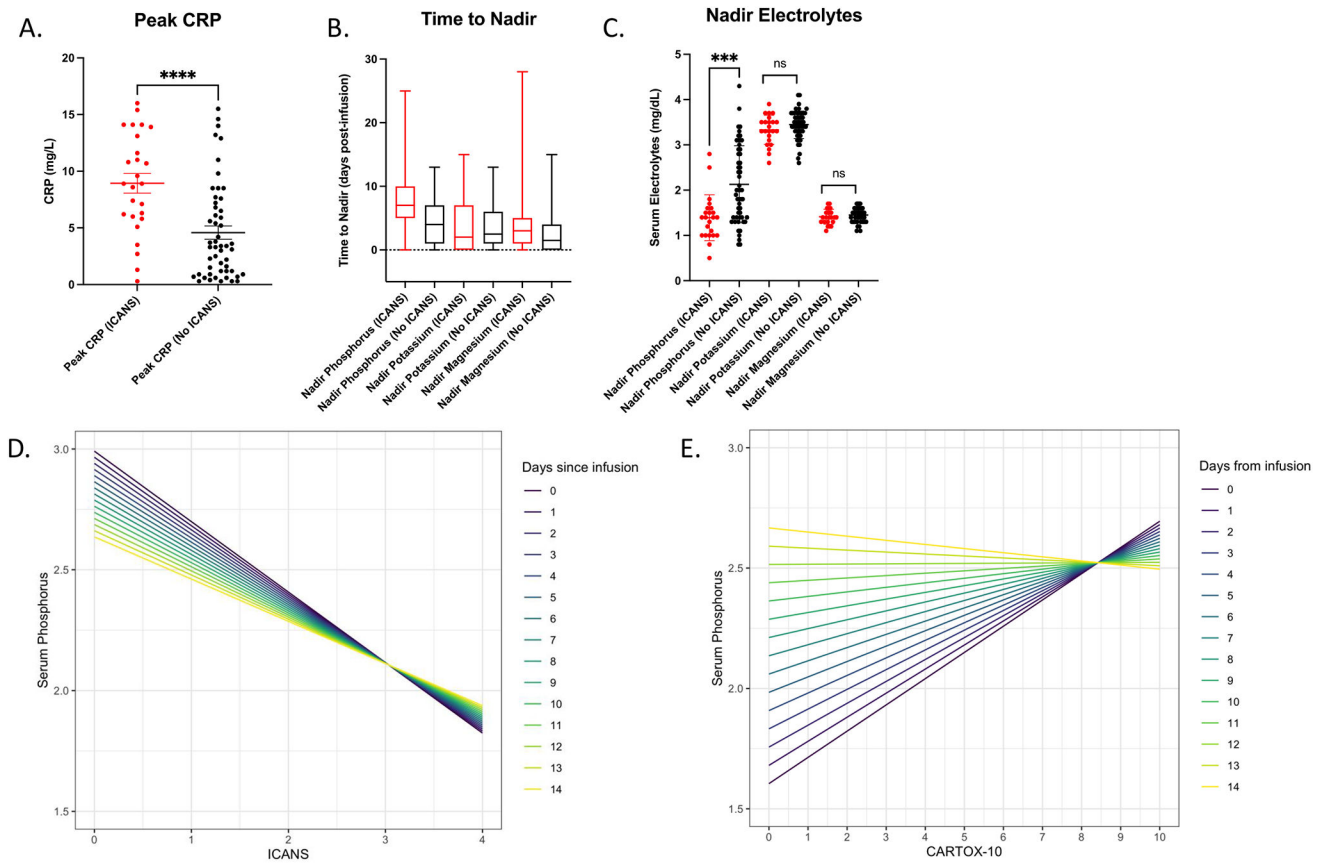 A.
Peak CRP
CRP (mg/L)
20
15
10
5
0
****
Peak CRP (ICANS)
Peak CRP (No ICANS)
B.
Time to Nadir
Time to Nadir (days post-infusion)
30
20
10
0
Nadir Phosphorus (ICANS)
Nadir Phosphorus (No ICANS)
Nadir Potassium (ICANS)
Nadir Potassium (No ICANS)
Nadir Magnesium (ICANS)
Nadir Magnesium (No ICANS)
C.
Nadir Electrolytes
Serum Electrolytes (mg/dL)
5
4
3
2
1
0
***
ns
ns
Nadir Phosphorus (ICANS)
Nadir Phosphorus (No ICANS)
Nadir Potassium (ICANS)
Nadir Potassium (No ICANS)
Nadir Magnesium (ICANS)
Nadir Magnesium (No ICANS)
D.
Serum Phosphorus
3.0
2.5
2.0
1.5
0 1 2 3 4
ICANS
Days since infusion
0
1
2
3
4
5
6
7
8
9
10
11
12
13
14
E.
Serum Phosphorus
3.0
2.5
2.0
1.5
0 1 2 3 4 5 6 7 8 9 10
CARTOX-10
Days from infusion
0
1
2
3
4
5
6
7
8
9
10
11
12
13
14